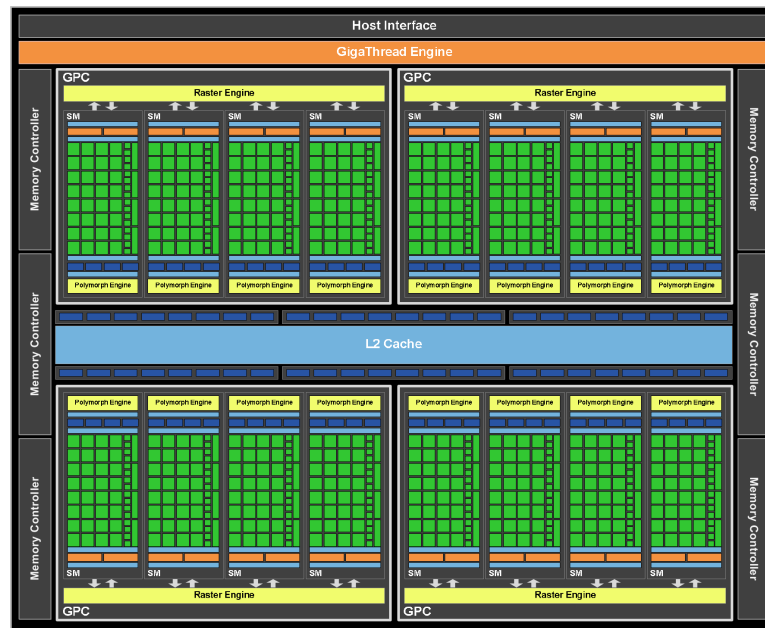 Host Interface
GigaThread Engine
GPC
GPC
Raster Engine
Raster Engine
SM SM SM SM
SM SM SM SM
Memory Controller
Memory Controller
Polymorph Engine Polymorph Engine Polymorph Engine Polymorph Engine
Polymorph Engine Polymorph Engine Polymorph Engine Polymorph Engine
Memory Controller
L2 Cache
Memory Controller
Polymorph Engine Polymorph Engine Polymorph Engine Polymorph Engine
Polymorph Engine Polymorph Engine Polymorph Engine Polymorph Engine
Memory Controller
Memory Controller
SM SM SM SM
SM SM SM SM
Raster Engine
Raster Engine
GPC
GPC